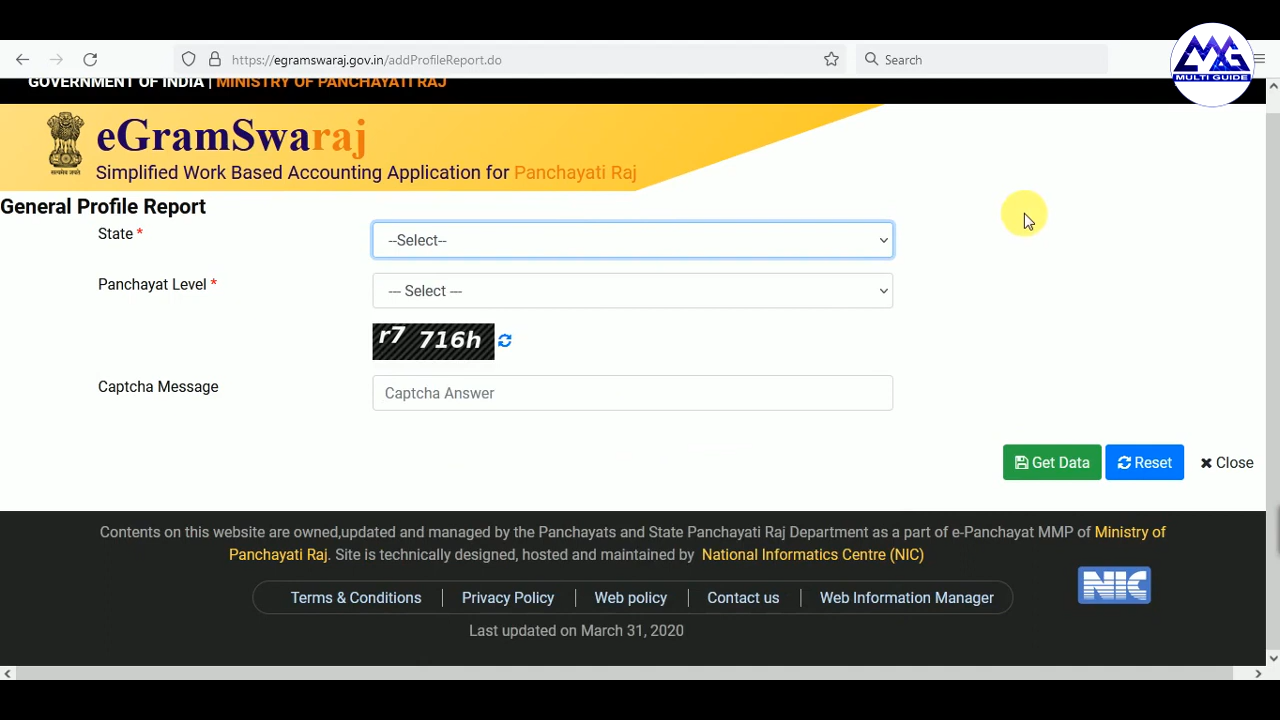 MG
MULTI GUIDE
https://egramswaraj.gov.in/addProfileReport.do
Search
GOVERNMENT OF INDIA | MINISTRY OF PANCHAYATI RAJ
eGramSwaraj
Simplified Work Based Accounting Application for Panchayati Raj
सत्यमेव जयते
General Profile Report
State *
--Select--
Panchayat Level *
--- Select ---
r7 716h
Captcha Message
Captcha Answer
Get Data
Reset
Close
Contents on this website are owned,updated and managed by the Panchayats and State Panchayati Raj Department as a part of e-Panchayat MMP of Ministry of
Panchayati Raj. Site is technically designed, hosted and maintained by National Informatics Centre (NIC)
NIC
Terms & Conditions | Privacy Policy | Web policy | Contact us | Web Information Manager
Last updated on March 31, 2020